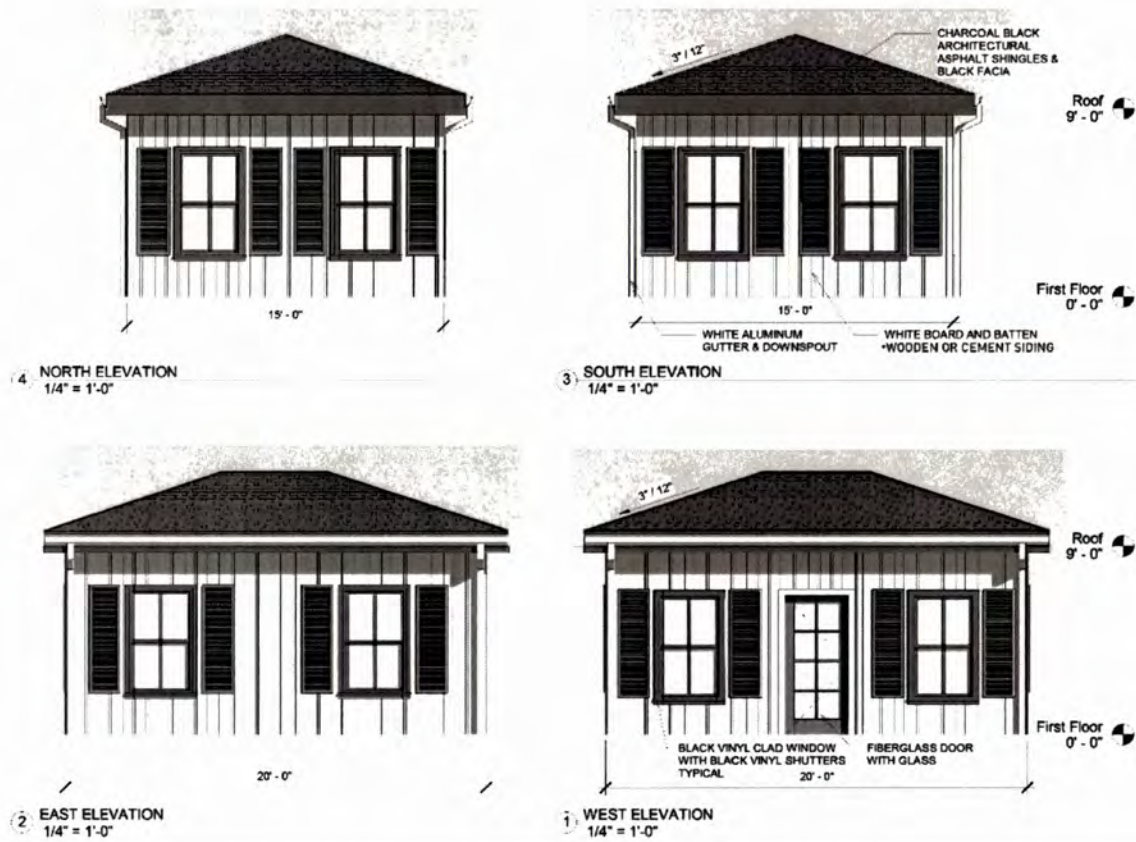 CHARCOAL BLACK
ARCHITECTURAL
ASPHALT SHINGLES &
BLACK FACIA
3" / 12"
Roof
9' - 0"
First Floor
0' - 0"
15' - 0"
15' - 0"
WHITE ALUMINUM
GUTTER & DOWNSPOUT
WHITE BOARD AND BATTEN
*WOODEN OR CEMENT SIDING
4 NORTH ELEVATION
1/4" = 1'-0"
3 SOUTH ELEVATION
1/4" = 1'-0"
3" / 12"
Roof
9' - 0"
First Floor
0' - 0"
BLACK VINYL CLAD WINDOW
WITH BLACK VINYL SHUTTERS
TYPICAL
FIBERGLASS DOOR
WITH GLASS
20' - 0"
20' - 0"
2 EAST ELEVATION
1/4" = 1'-0"
1 WEST ELEVATION
1/4" = 1'-0"